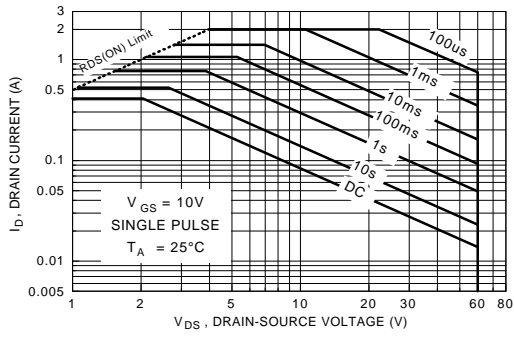 3
2
1
0.5
0.1
0.05
0.01
0.005
I D, DRAIN CURRENT (A)
RDS(ON) Limit
100us
1ms
10ms
100ms
1s
10s
DC
V GS = 10V
SINGLE PULSE
T A = 25°C
1 2 5 10 20 30 60 80
V DS , DRAIN-SOURCE VOLTAGE (V)